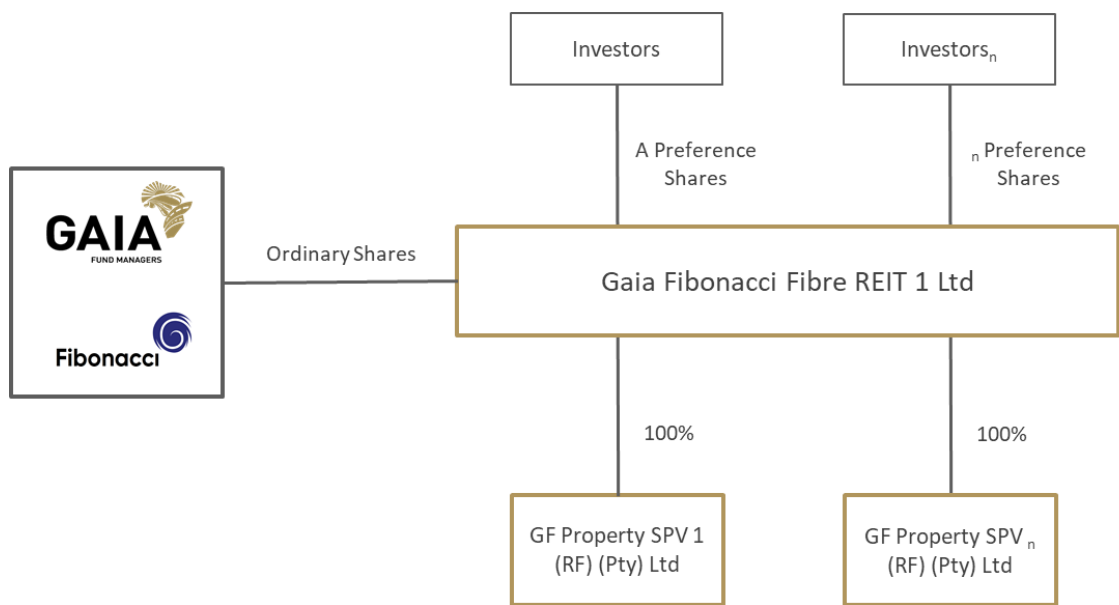 Investors
Investorsₙ
A Preference
Shares
ₙ Preference
Shares
GAIA
FUND MANAGERS
Fibonacci
Ordinary Shares
Gaia Fibonacci Fibre REIT 1 Ltd
100%
100%
GF Property SPV 1
(RF) (Pty) Ltd
GF Property SPV ₙ
(RF) (Pty) Ltd